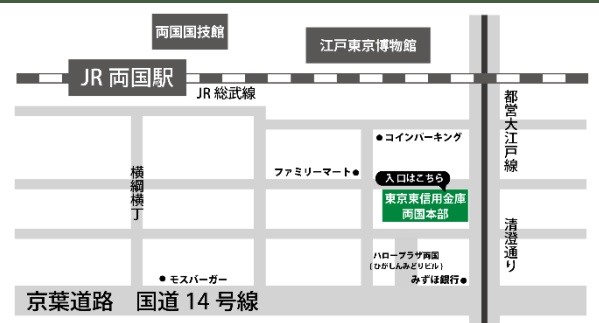 両国国技館
江戸東京博物館
JR 両国駅
JR 総武線
都営大江戸線
コインパーキング
ファミリーマート
入口はこちら
東京東信用金庫
両国本部
横綱横丁
清澄通り
ハロープラザ両国
(ひがしんみどりビル)
みずほ銀行
モスバーガー
京葉道路 国道14号線